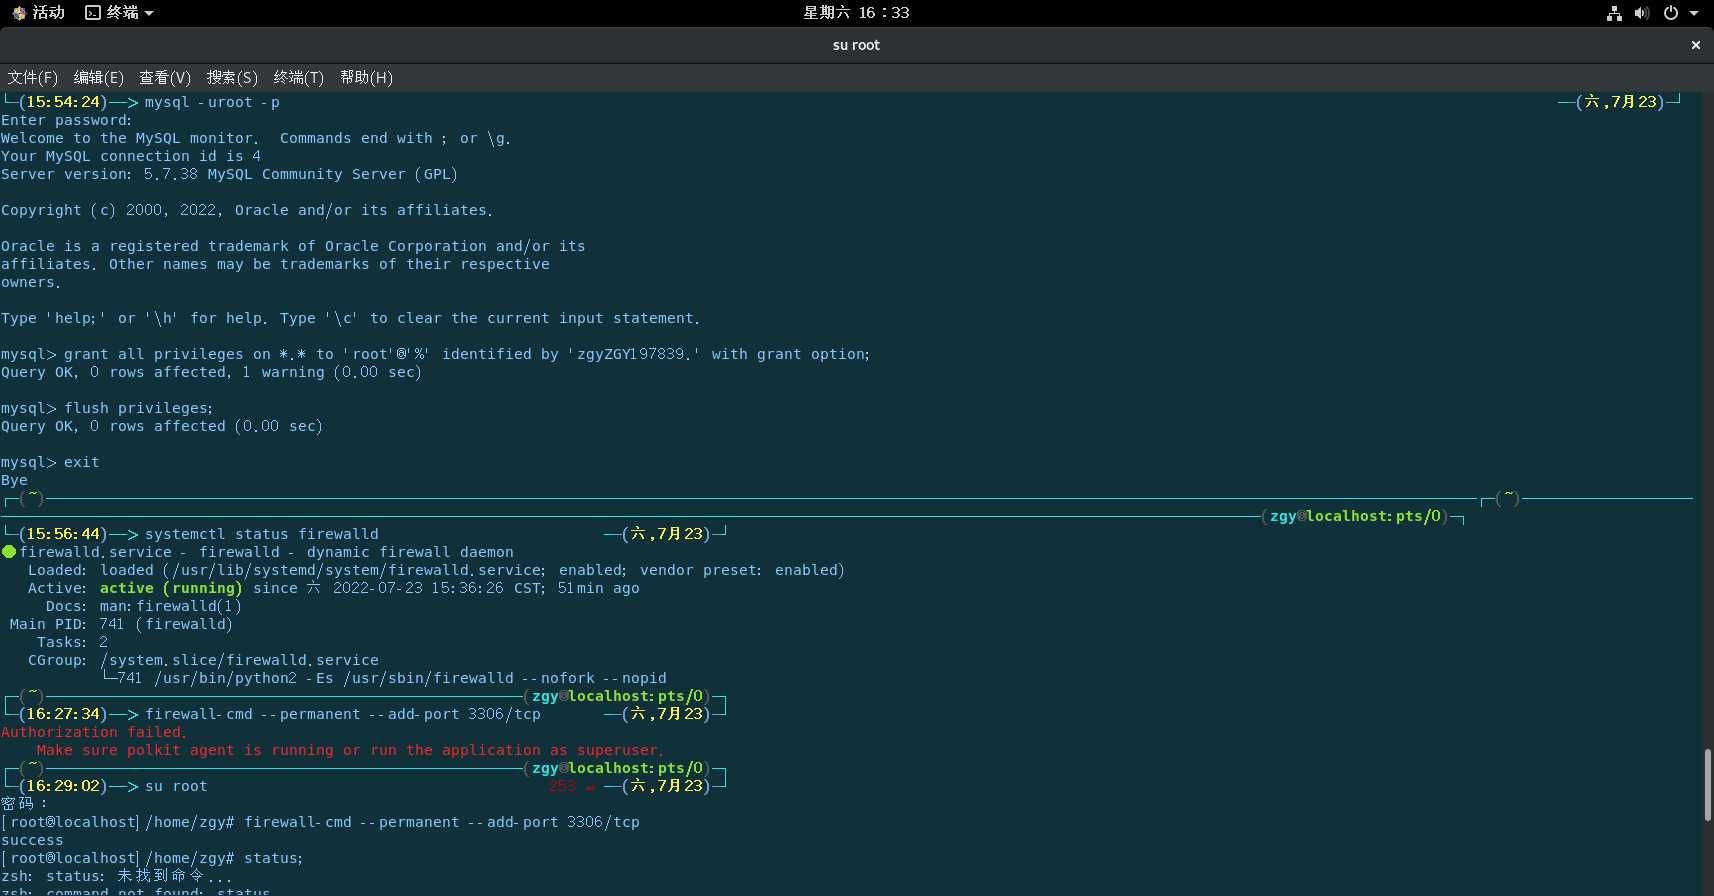 活动 终端 星期六 16：33
su root
文件(F) 编辑(E) 查看(V) 搜索(S) 终端(T) 帮助(H)
(15:54:24)──> mysql -uroot -p ─(六,7月23)─┘
Enter password:
Welcome to the MySQL monitor.  Commands end with ; or \g.
Your MySQL connection id is 4
Server version: 5.7.38 MySQL Community Server (GPL)
Copyright (c) 2000, 2022, Oracle and/or its affiliates.
Oracle is a registered trademark of Oracle Corporation and/or its
affiliates. Other names may be trademarks of their respective
owners.
Type 'help;' or '\h' for help. Type '\c' to clear the current input statement.
mysql> grant all privileges on *.* to 'root'@'%' identified by 'zgyZGY197839.' with grant option;
Query OK, 0 rows affected, 1 warning (0.00 sec)
mysql> flush privileges;
Query OK, 0 rows affected (0.00 sec)
mysql> exit
Bye
┌─(~)─────┌─(~)─────
─────(zgy@localhost:pts/0)─┐
└─(15:56:44)──> systemctl status firewalld ─(六,7月23)─┘
● firewalld.service - firewalld - dynamic firewall daemon
Loaded: loaded (/usr/lib/systemd/system/firewalld.service; enabled; vendor preset: enabled)
Active: active (running) since 六 2022-07-23 15:36:26 CST; 51min ago
Docs: man:firewalld(1)
Main PID: 741 (firewalld)
Tasks: 2
CGroup: /system.slice/firewalld.service
└─741 /usr/bin/python2 -Es /usr/sbin/firewalld --nofork --nopid
┌─(~)─────(zgy@localhost:pts/0)─┐
└─(16:27:34)──> firewall-cmd --permanent --add-port 3306/tcp ─(六,7月23)─┘
Authorization failed.
Make sure polkit agent is running or run the application as superuser.
┌─(~)─────(zgy@localhost:pts/0)─┐
└─(16:29:02)──> su root 253 ↵ ─(六,7月23)─┘
密码：
[root@localhost]/home/zgy# firewall-cmd --permanent --add-port 3306/tcp
success
[root@localhost]/home/zgy# status;
zsh: status: 未找到命令...
zsh: command not found: status